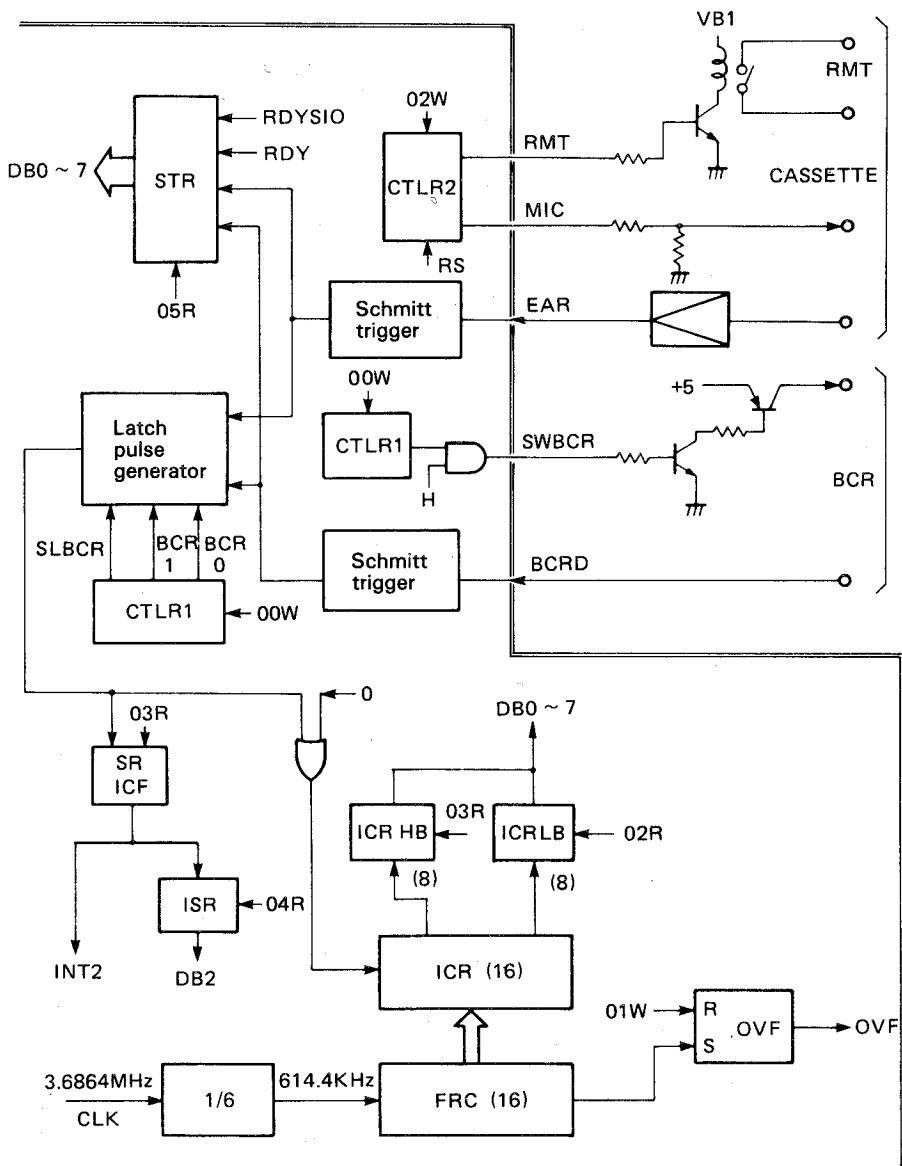 VB1
RMT
02W
RDYSIO
RMT
RDY
DB0 ~ 7
STR
CTLR2
CASSETTE
MIC
RS
05R
Schmitt
trigger
EAR
00W
+5
Latch
pulse
generator
CTLR1
SWBCR
H
BCR
SLBCR
BCR
1
BCR
0
Schmitt
trigger
BCRD
CTLR1
00W
0
DB0 ~ 7
03R
SR
ICF
ICR HB
03R
ICR LB
02R
(8)
(8)
ISR
04R
INT2
DB2
ICR (16)
01W
R
S
OVF
OVF
3.6864MHz
CLK
1/6
614.4KHz
FRC (16)